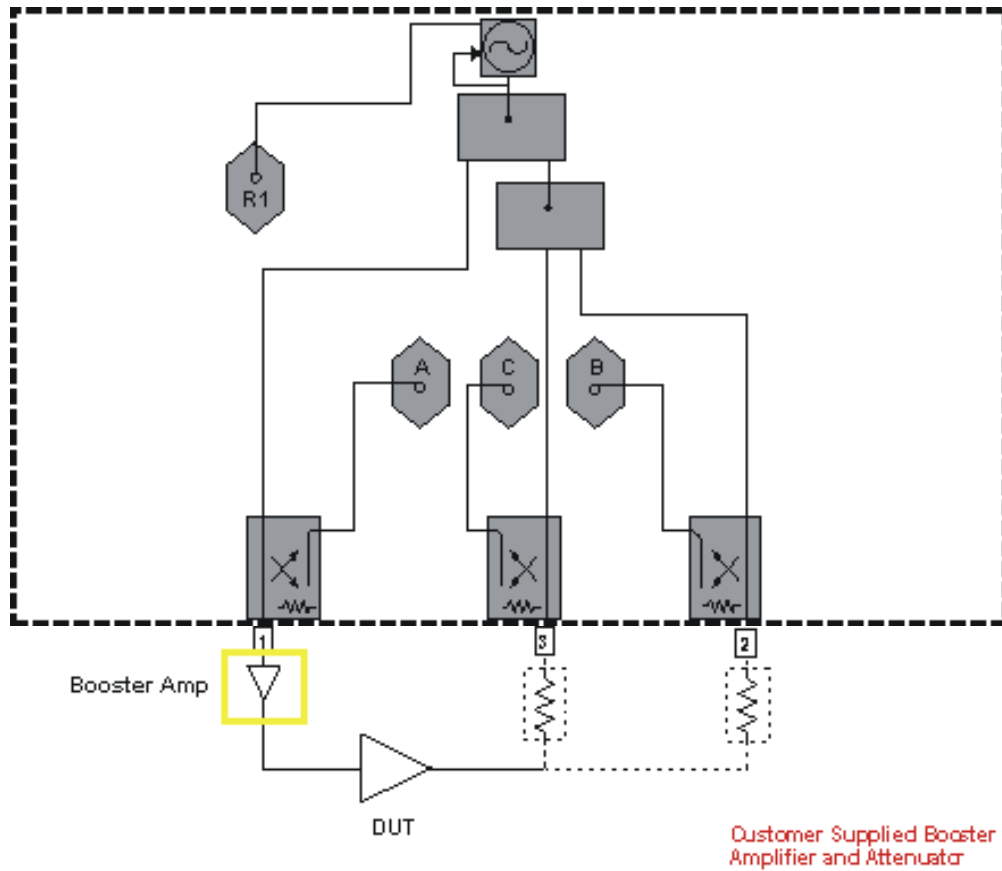 R1
A
C
B
1
3
2
Booster Amp
DUT
Customer Supplied Booster
Amplifier and Attenuator